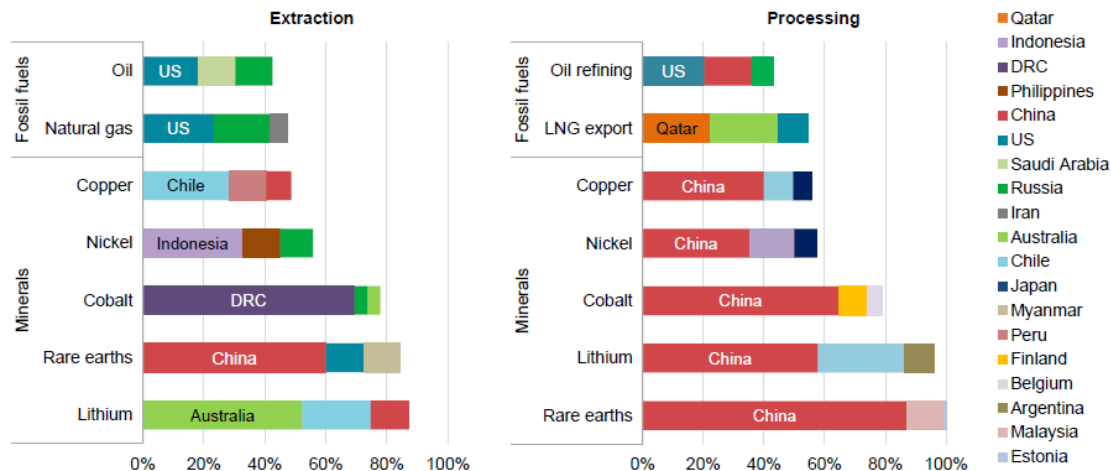 Extraction
Fossil fuels
Oil
US
Natural gas
US
Minerals
Copper
Chile
Nickel
Indonesia
Cobalt
DRC
Rare earths
China
Lithium
Australia
0% 20% 40% 60% 80% 100%
Processing
Fossil fuels
Oil refining
US
LNG export
Qatar
Minerals
Copper
China
Nickel
China
Cobalt
China
Lithium
China
Rare earths
China
0% 20% 40% 60% 80% 100%
Qatar
Indonesia
DRC
Philippines
China
US
Saudi Arabia
Russia
Iran
Australia
Chile
Japan
Myanmar
Peru
Finland
Belgium
Argentina
Malaysia
Estonia